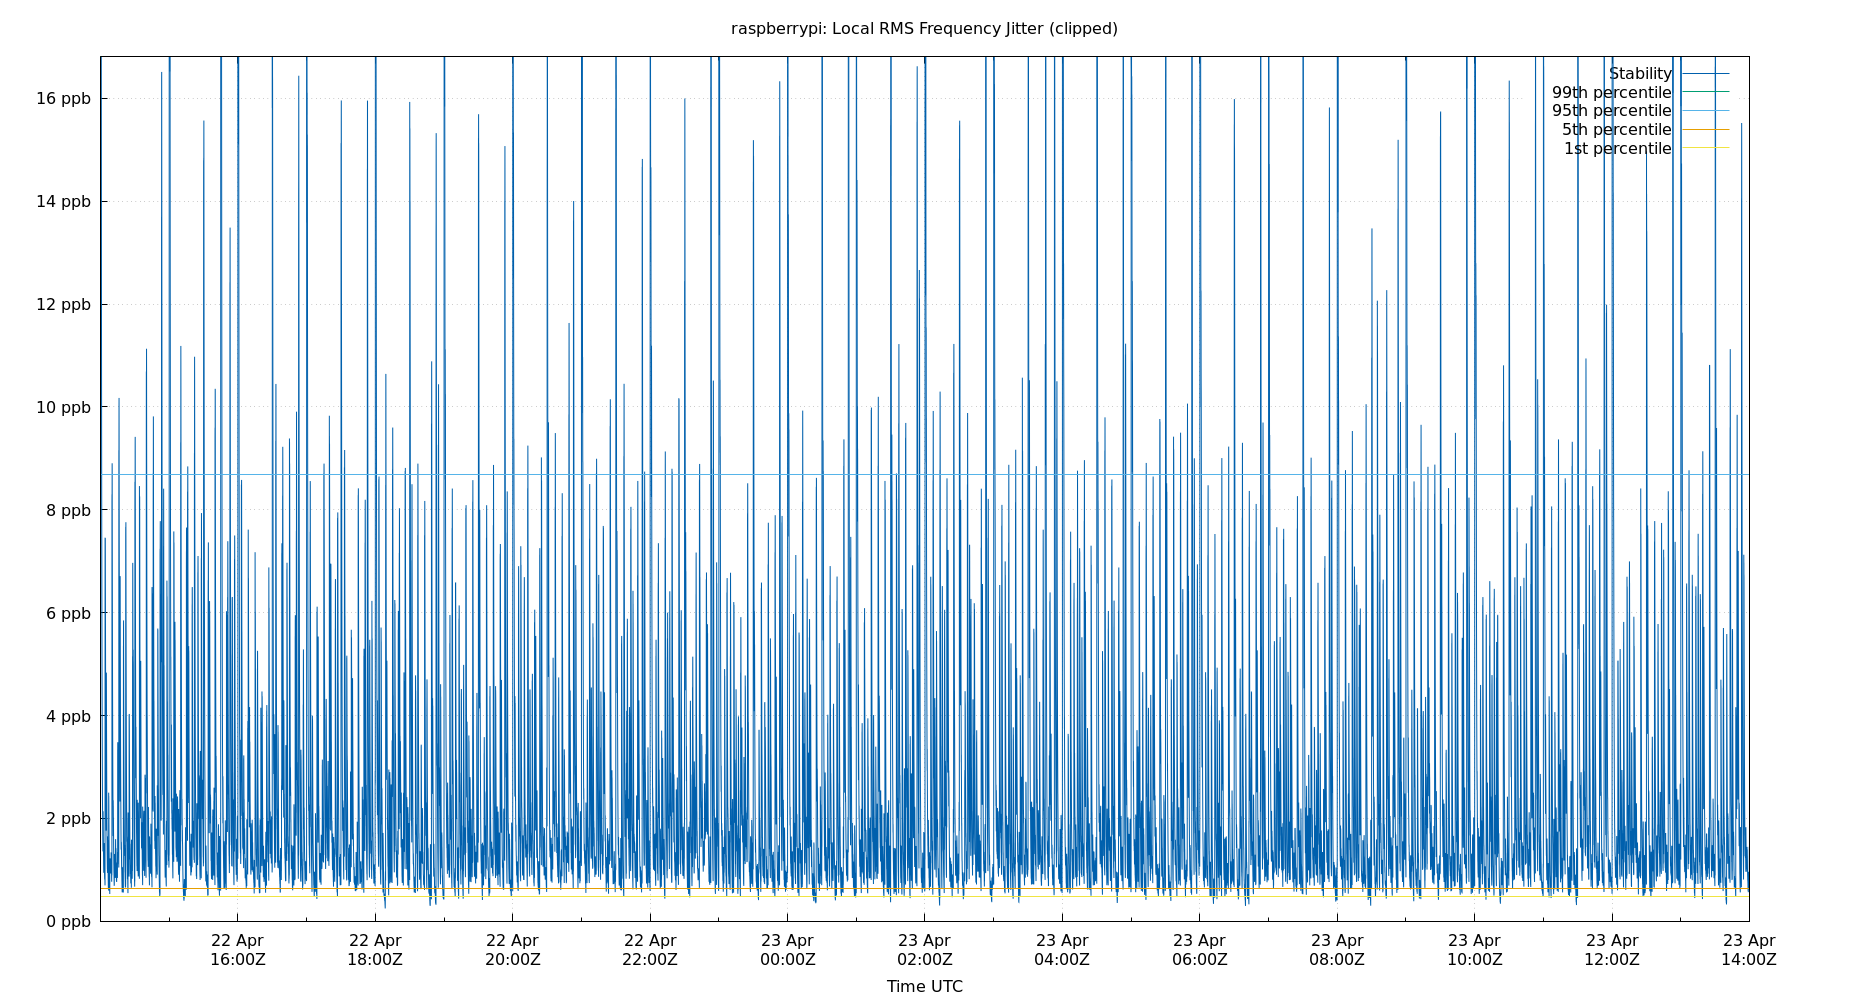 raspberrypi: Local RMS Frequency Jitter (clipped)
Stability
99th percentile
95th percentile
5th percentile
1st percentile
16 ppb
14 ppb
12 ppb
10 ppb
8 ppb
6 ppb
4 ppb
2 ppb
0 ppb
22 Apr 22 Apr 22 Apr 22 Apr 23 Apr 23 Apr 23 Apr 23 Apr 23 Apr 23 Apr 23 Apr 23 Apr
16:00Z 18:00Z 20:00Z 22:00Z 00:00Z 02:00Z 04:00Z 06:00Z 08:00Z 10:00Z 12:00Z 14:00Z
Time UTC